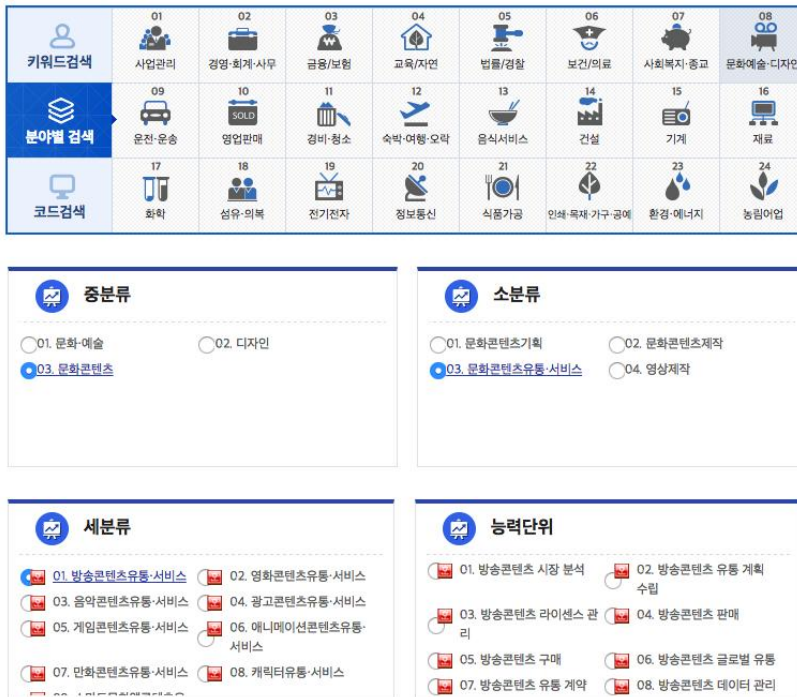 키워드검색
01
사업관리
02
경영·회계·사무
03
금융/보험
04
교육/자연
05
법률/경찰
06
보건/의료
07
사회복지·종교
08
문화예술·디자인
분야별 검색
09
운전·운송
10
SOLD
영업판매
11
경비·청소
12
숙박·여행·오락
13
음식서비스
14
건설
15
기계
16
재료
코드검색
17
화학
18
섬유·의복
19
전기전자
20
정보통신
21
식품가공
22
인쇄·목재·가구·공예
23
환경·에너지
24
농림어업
중분류
01. 문화·예술
02. 디자인
03. 문화콘텐츠
소분류
01. 문화콘텐츠기획
02. 문화콘텐츠제작
03. 문화콘텐츠유통·서비스
04. 영상제작
세분류
01. 방송콘텐츠유통·서비스
02. 영화콘텐츠유통·서비스
03. 음악콘텐츠유통·서비스
04. 광고콘텐츠유통·서비스
05. 게임콘텐츠유통·서비스
06. 애니메이션콘텐츠유통·
서비스
07. 만화콘텐츠유통·서비스
08. 캐릭터유통·서비스
능력단위
01. 방송콘텐츠 시장 분석
02. 방송콘텐츠 유통 계획
수립
03. 방송콘텐츠 라이센스 관
리
04. 방송콘텐츠 판매
05. 방송콘텐츠 구매
06. 방송콘텐츠 글로벌 유통
07. 방송콘텐츠 유통 계약
08. 방송콘텐츠 데이터 관리